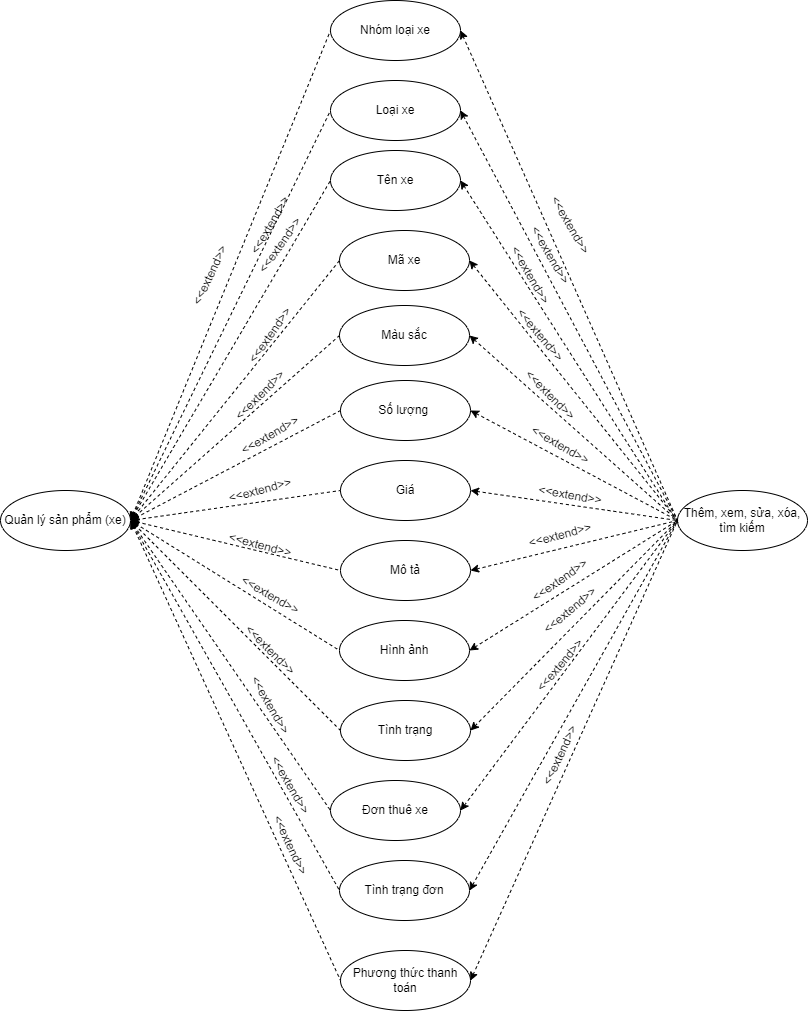 Nhóm loại xe
Loại xe
Tên xe
<<extend>>
<<extend>>
<<extend>>
<<extend>>
Mã xe
<<extend>>
<<extend>>
<<extend>>
Màu sắc
<<extend>>
<<extend>>
<<extend>>
Số lượng
<<extend>>
<<extend>>
<<extend>>
Giá
<<extend>>
Quản lý sản phẩm (xe)
Thêm, xem, sửa, xóa,
tìm kiếm
<<extend>>
<<extend>>
Mô tả
<<extend>>
<<extend>>
<<extend>>
<<extend>>
Hình ảnh
<<extend>>
<<extend>>
Tình trạng
<<extend>>
<<extend>>
Đơn thuê xe
<<extend>>
Tình trạng đơn
Phương thức thanh
toán